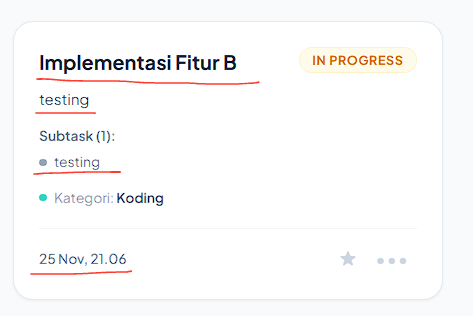 Implementasi Fitur B
IN PROGRESS
testing
Subtask (1):
testing
Kategori: Koding
25 Nov, 21.06